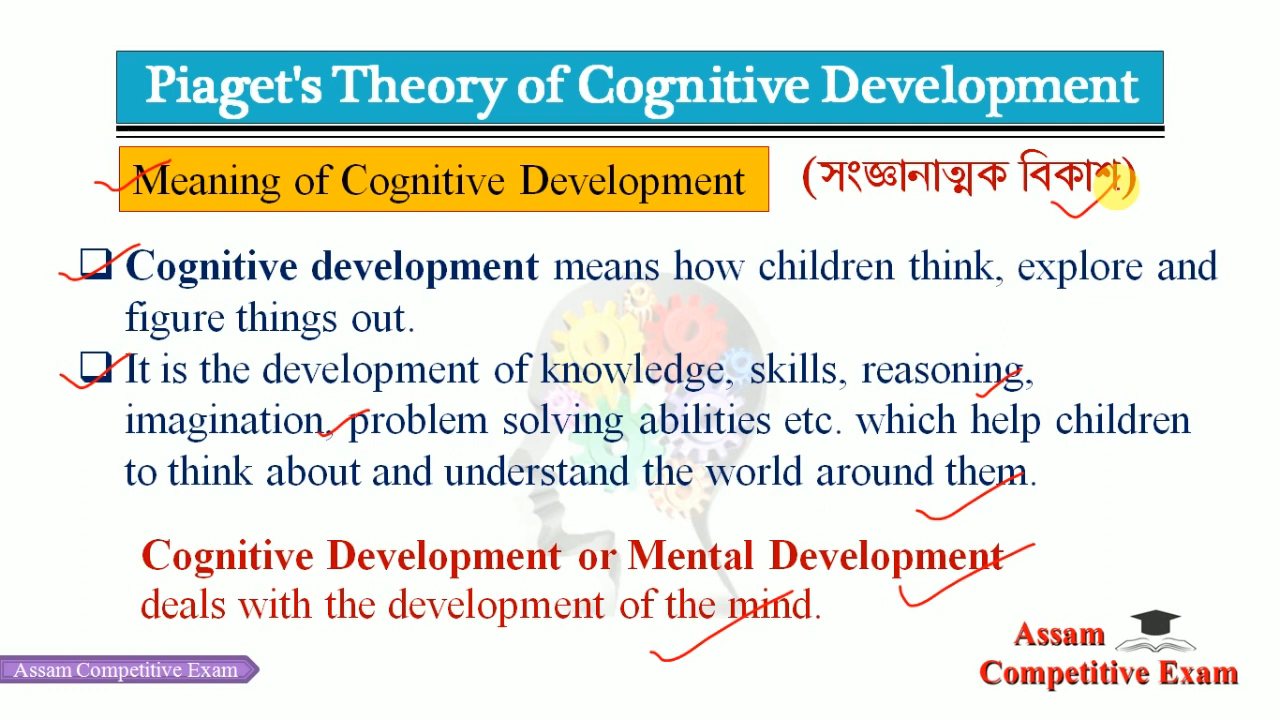 Piaget's Theory of Cognitive Development
Meaning of Cognitive Development
(সংজ্ঞানাত্মক বিকাশ)
Cognitive development means how children think, explore and
figure things out.
It is the development of knowledge, skills, reasoning,
imagination, problem solving abilities etc. which help children
to think about and understand the world around them.
Cognitive Development or Mental Development
deals with the development of the mind.
Assam
Competitive Exam
Assam Competitive Exam